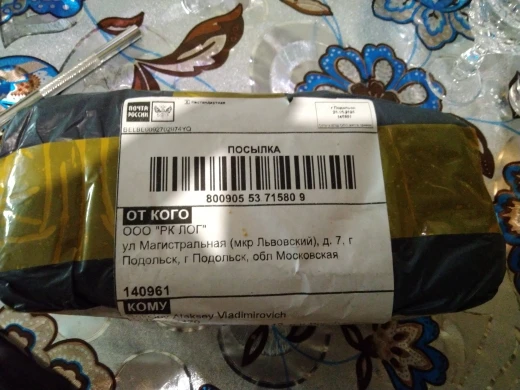 ПОЧТА
РОССИИ
ПОСЫЛКА
800905 53 71580 9
ОТ КОГО
ООО "РК ЛОГ"
ул Магистральная (мкр Львовский), д. 7, г
Подольск, г Подольск, обл Московская
140961
КОМУ
Vladimirovich